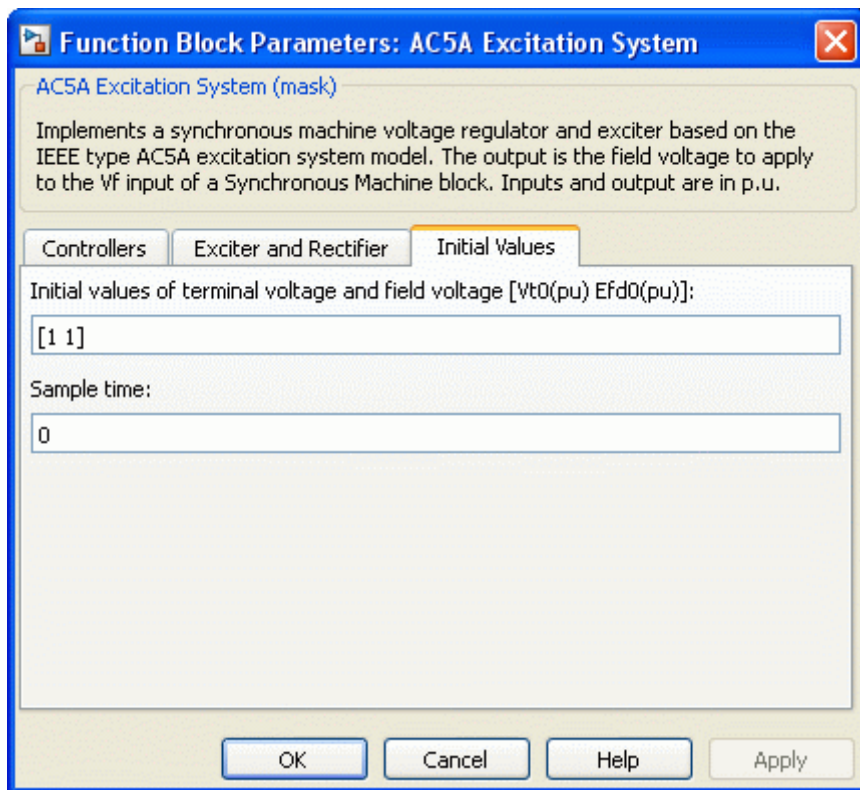 Function Block Parameters: AC5A Excitation System
AC5A Excitation System (mask)
Implements a synchronous machine voltage regulator and exciter based on the
IEEE type AC5A excitation system model. The output is the field voltage to apply
to the Vf input of a Synchronous Machine block. Inputs and output are in p.u.
Controllers Exciter and Rectifier Initial Values
Initial values of terminal voltage and field voltage [Vt0(pu) Efd0(pu)]:
[1 1]
Sample time:
0
OK Cancel Help Apply